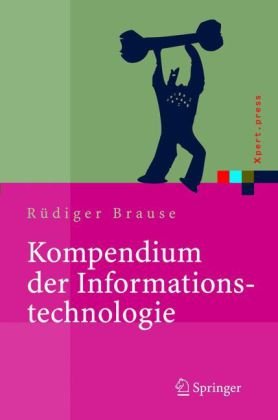 Xpert.press
Rüdiger Brause
Kompendium
der Informations-
technologie
Springer